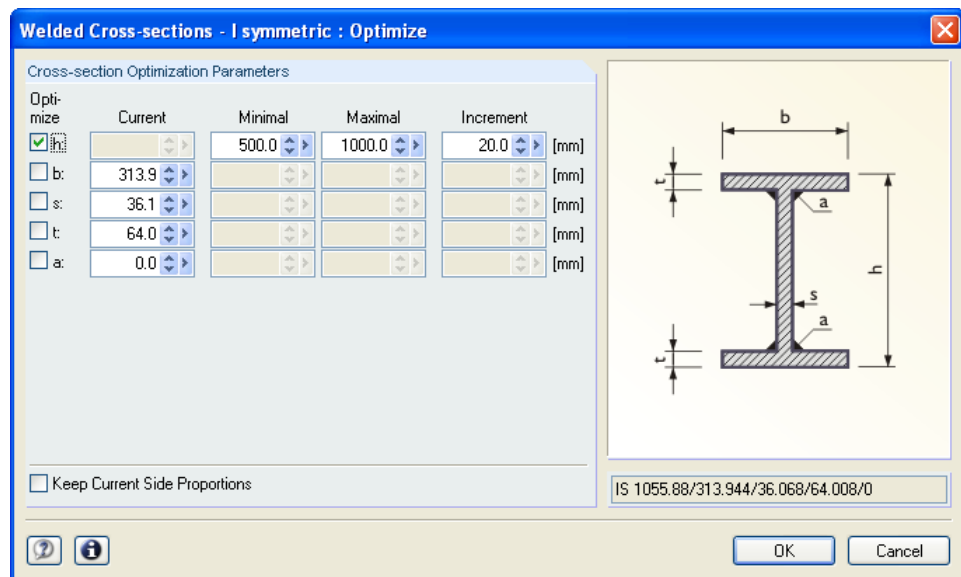 Welded Cross-sections - I symmetric : Optimize
Cross-section Optimization Parameters
Opti-
mize Current Minimal Maximal Increment
h: 500.0 1000.0 20.0 [mm]
b: 313.9 [mm]
s: 36.1 [mm]
t: 64.0 [mm]
a: 0.0 [mm]
Keep Current Side Proportions
b
t
a
h
s
a
t
IS 1055.88/313.944/36.068/64.008/0
OK Cancel